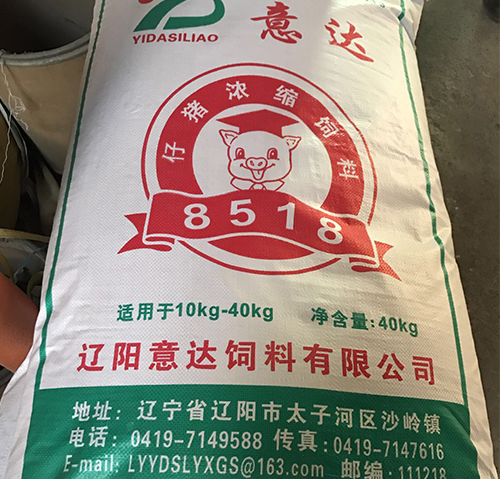 YIDASILIAO
意达
仔猪浓缩饲料
8518
适用于10kg-40kg 净含量:40kg
辽阳意达饲料有限公司
地址: 辽宁省辽阳市太子河区沙岭镇
电话: 0419-7149588 传真:0419-7147616
E-mail: LYYDSLYXGS@163.com 邮编:111218